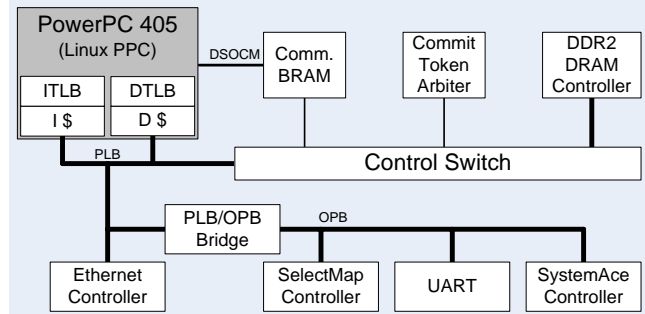 PowerPC 405
(Linux PPC)
ITLB
DTLB
I $
D $
DSOCM
Comm.
BRAM
Commit
Token
Arbiter
DDR2
DRAM
Controller
PLB
Control Switch
PLB/OPB
Bridge
OPB
Ethernet
Controller
SelectMap
Controller
UART
SystemAce
Controller